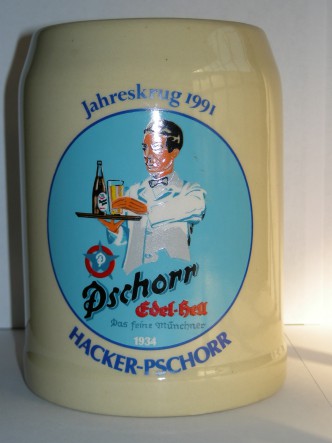 Jahreskrug 1991
P
Pschorr
Edel-Hell
Das feine Münchner
1934
HACKER-PSCHORR